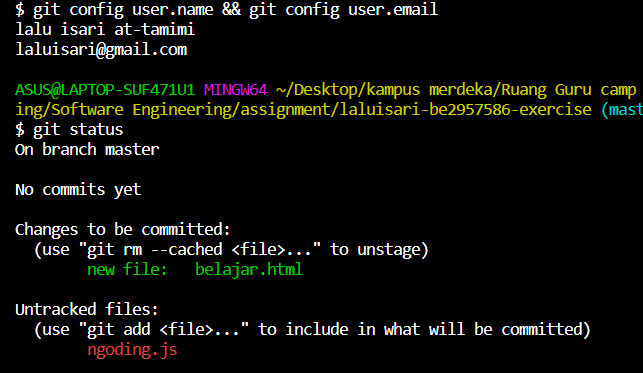 $ git config user.name && git config user.email
lalu isari at-tamimi
laluisari@gmail.com
ASUS@LAPTOP-SUF471U1 MINGW64 ~/Desktop/kampus merdeka/Ruang Guru camp
ing/Software Engineering/assignment/laluisari-be2957586-exercise (mast
$ git status
On branch master
No commits yet
Changes to be committed:
(use "git rm --cached <file>..." to unstage)
new file: belajar.html
Untracked files:
(use "git add <file>..." to include in what will be committed)
ngoding.js